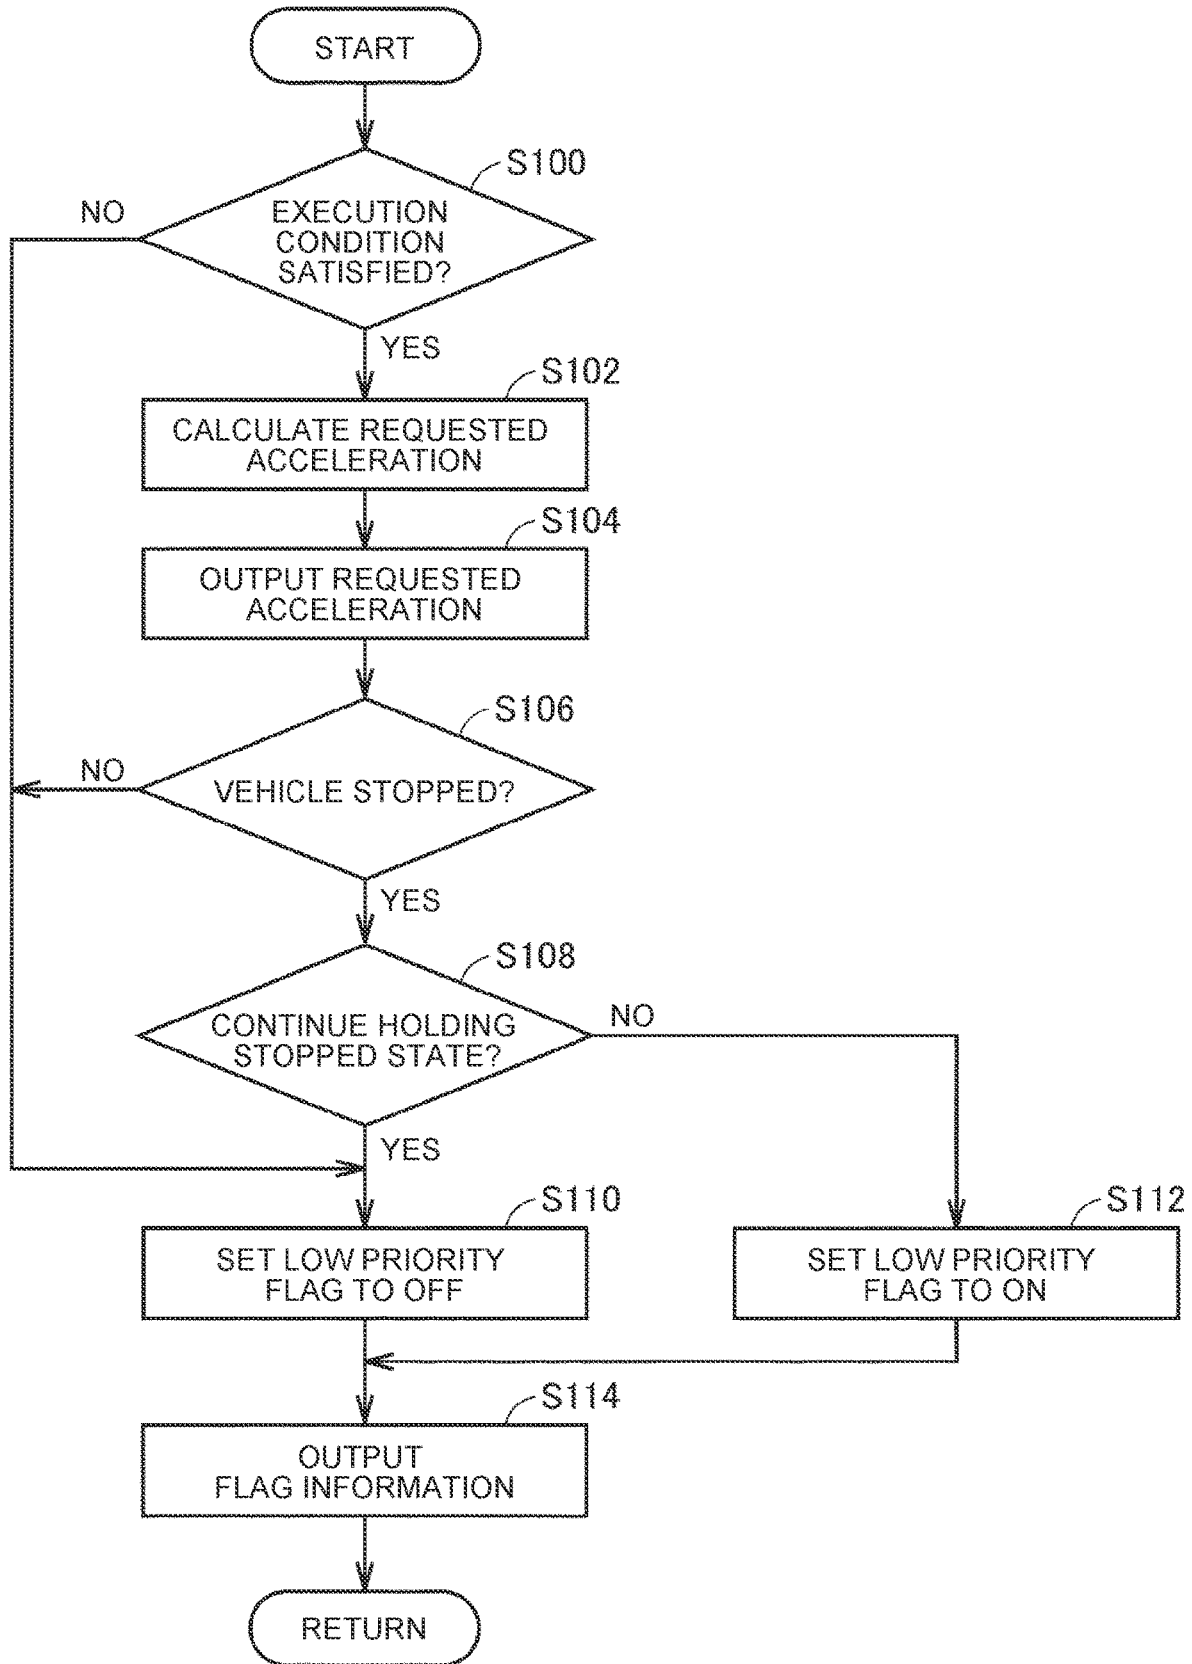 START
S100
NO
EXECUTION
CONDITION
SATISFIED?
YES
S102
CALCULATE REQUESTED
ACCELERATION
S104
OUTPUT REQUESTED
ACCELERATION
S106
NO
VEHICLE STOPPED?
YES
S108
CONTINUE HOLDING
STOPPED STATE?
NO
YES
S110
SET LOW PRIORITY
FLAG TO OFF
S112
SET LOW PRIORITY
FLAG TO ON
S114
OUTPUT
FLAG INFORMATION
RETURN